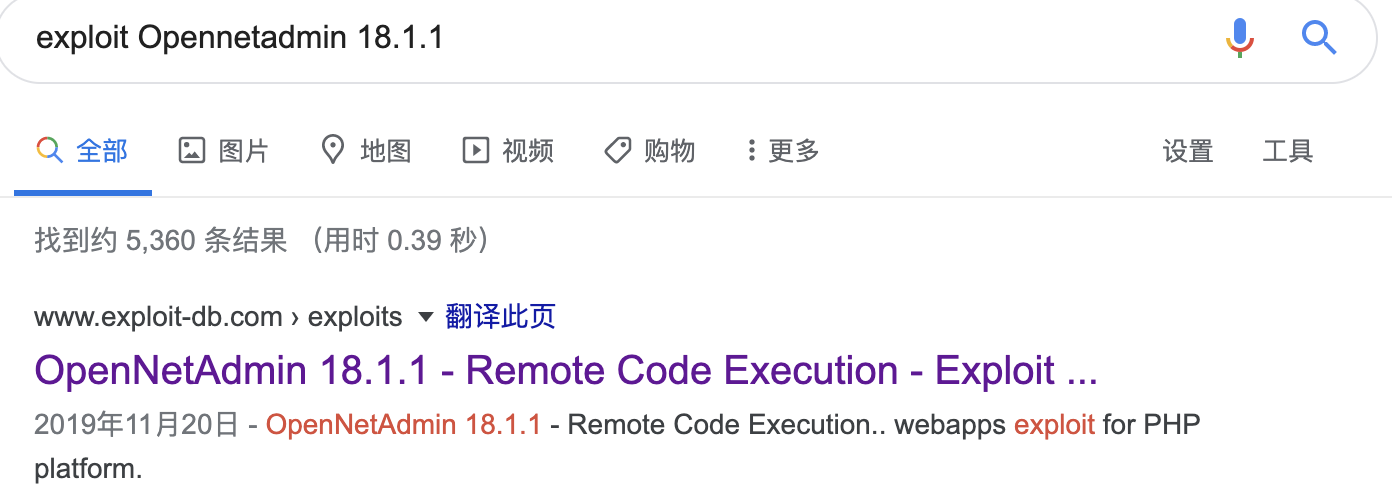 exploit Opennetadmin 18.1.1
全部 图片 地图 视频 购物 更多 设置 工具
找到约 5,360 条结果 （用时 0.39 秒）
www.exploit-db.com › exploits 翻译此页
OpenNetAdmin 18.1.1 - Remote Code Execution - Exploit ...
2019年11月20日 - OpenNetAdmin 18.1.1 - Remote Code Execution.. webapps exploit for PHP
platform.